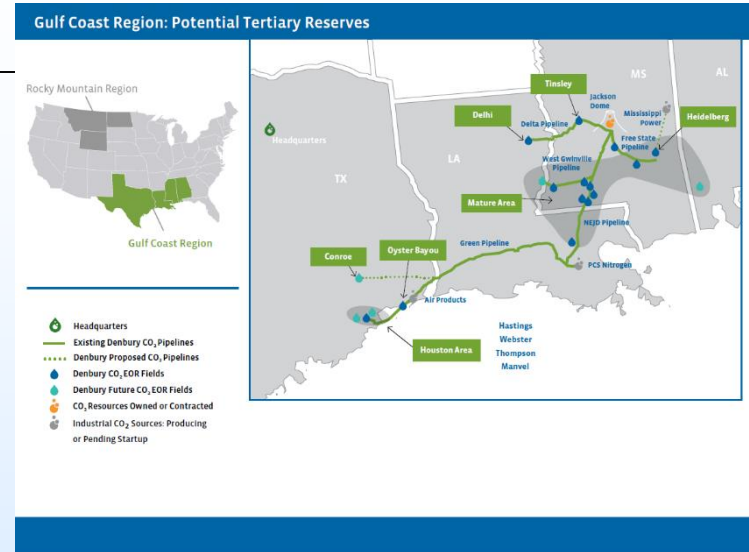 Gulf Coast Region: Potential Tertiary Reserves
Rocky Mountain Region
Gulf Coast Region
Headquarters
Existing Denbury CO₂ Pipelines
Denbury Proposed CO₂ Pipelines
Denbury CO₂ EOR Fields
Denbury Future CO₂ EOR Fields
CO₂ Resources Owned or Contracted
Industrial CO₂ Sources: Producing
or Pending Startup
MS
AL
Tinsley
Jackson
Dome
Delhi
Delta Pipeline
Mississippi
Power
Heidelberg
Headquarters
Free State
Pipeline
LA
West Gwinville
Pipeline
TX
Mature Area
NEJD Pipeline
Green Pipeline
Oyster Bayou
Conroe
PCS Nitrogen
Air Products
Houston Area
Hastings
Webster
Thompson
Manvel